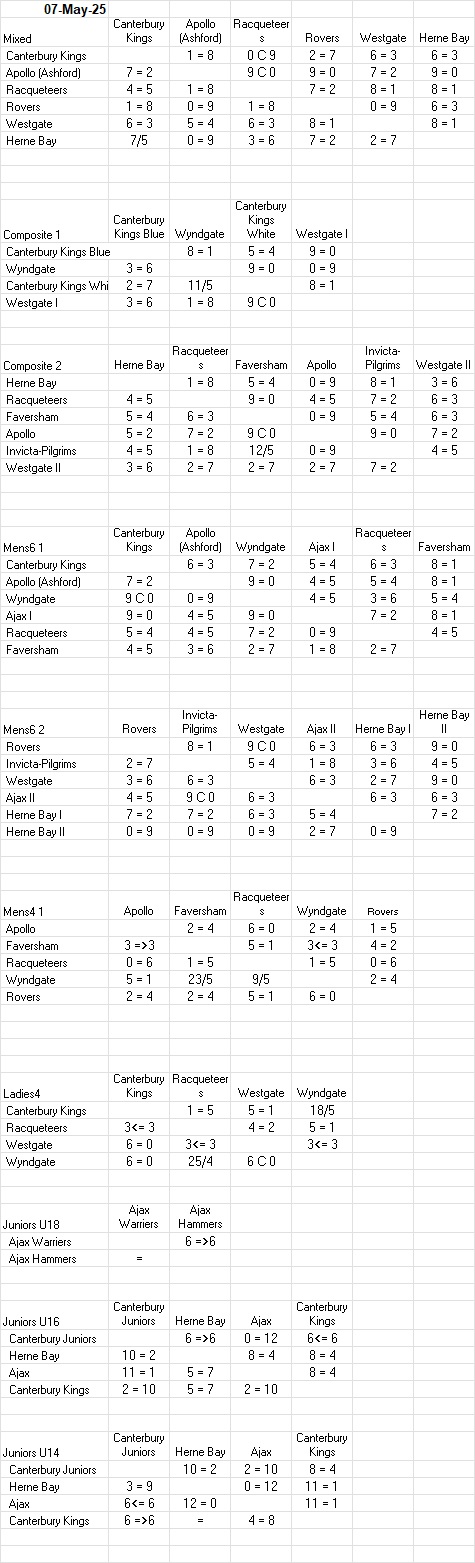 07-May-25
Mixed Canterbury Kings Apollo (Ashford) Racqueteers Rovers Westgate Herne Bay
Canterbury Kings 1 = 8 0 C 9 2 = 7 6 = 3 6 = 3
Apollo (Ashford) 7 = 2 9 C 0 9 = 0 7 = 2 9 = 0
Racqueteers 4 = 5 1 = 8 7 = 2 8 = 1 8 = 1
Rovers 1 = 8 0 = 9 1 = 8 0 = 9 6 = 3
Westgate 6 = 3 5 = 4 6 = 3 8 = 1 8 = 1
Herne Bay 7/5 0 = 9 3 = 6 7 = 2 2 = 7
Composite 1 Canterbury Kings Blue Wyndgate Canterbury Kings White Westgate I
Canterbury Kings Blue 8 = 1 5 = 4 9 = 0
Wyndgate 3 = 6 9 = 0 0 = 9
Canterbury Kings Whi 2 = 7 11/5 8 = 1
Westgate I 3 = 6 1 = 8 9 C 0
Composite 2 Herne Bay Racqueteers Faversham Apollo Invicta-Pilgrims Westgate II
Herne Bay 1 = 8 5 = 4 0 = 9 8 = 1 3 = 6
Racqueteers 4 = 5 9 = 0 4 = 5 7 = 2 6 = 3
Faversham 5 = 4 6 = 3 0 = 9 5 = 4 6 = 3
Apollo 5 = 2 7 = 2 9 C 0 9 = 0 7 = 2
Invicta-Pilgrims 4 = 5 1 = 8 12/5 0 = 9 4 = 5
Westgate II 3 = 6 2 = 7 2 = 7 2 = 7 7 = 2
Mens6 1 Canterbury Kings Apollo (Ashford) Wyndgate Ajax I Racqueteers Faversham
Canterbury Kings 6 = 3 7 = 2 5 = 4 6 = 3 8 = 1
Apollo (Ashford) 7 = 2 9 = 0 4 = 5 5 = 4 8 = 1
Wyndgate 9 C 0 0 = 9 4 = 5 3 = 6 5 = 4
Ajax I 9 = 0 4 = 5 9 = 0 7 = 2 8 = 1
Racqueteers 5 = 4 4 = 5 7 = 2 0 = 9 4 = 5
Faversham 4 = 5 3 = 6 2 = 7 1 = 8 2 = 7
Mens6 2 Rovers Invicta-Pilgrims Westgate Ajax II Herne Bay I Herne Bay II
Rovers 8 = 1 9 C 0 6 = 3 6 = 3 9 = 0
Invicta-Pilgrims 2 = 7 5 = 4 1 = 8 3 = 6 4 = 5
Westgate 3 = 6 6 = 3 6 = 3 2 = 7 9 = 0
Ajax II 4 = 5 9 C 0 6 = 3 6 = 3 6 = 3
Herne Bay I 7 = 2 7 = 2 6 = 3 5 = 4 7 = 2
Herne Bay II 0 = 9 0 = 9 0 = 9 2 = 7 0 = 9
Mens4 1 Apollo Faversham Racqueteers Wyndgate Rovers
Apollo 2 = 4 6 = 0 2 = 4 1 = 5
Faversham 3 =>3 5 = 1 3<= 3 4 = 2
Racqueteers 0 = 6 1 = 5 1 = 5 0 = 6
Wyndgate 5 = 1 23/5 9/5 2 = 4
Rovers 2 = 4 2 = 4 5 = 1 6 = 0
Ladies4 Canterbury Kings Racqueteers Westgate Wyndgate
Canterbury Kings 1 = 5 5 = 1 18/5
Racqueteers 3<= 3 4 = 2 5 = 1
Westgate 6 = 0 3<= 3 3<= 3
Wyndgate 6 = 0 25/4 6 C 0
Juniors U18 Ajax Warriers Ajax Hammers
Ajax Warriers 6 =>6
Ajax Hammers =
Juniors U16 Canterbury Juniors Herne Bay Ajax Canterbury Kings
Canterbury Juniors 6 =>6 0 = 12 6<= 6
Herne Bay 10 = 2 8 = 4 8 = 4
Ajax 11 = 1 5 = 7 8 = 4
Canterbury Kings 2 = 10 5 = 7 2 = 10
Juniors U14 Canterbury Juniors Herne Bay Ajax Canterbury Kings
Canterbury Juniors 10 = 2 2 = 10 8 = 4
Herne Bay 3 = 9 0 = 12 11 = 1
Ajax 6<= 6 12 = 0 11 = 1
Canterbury Kings 6 =>6 = 4 = 8